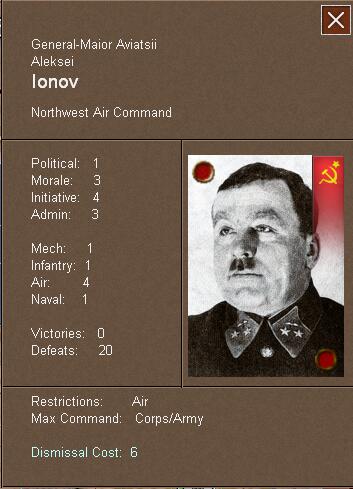 General-Maior Aviatsii
Aleksei
Ionov
Northwest Air Command
Political: 1
Morale: 3
Initiative: 4
Admin: 3
Mech: 1
Infantry: 1
Air: 4
Naval: 1
Victories: 0
Defeats: 20
Restrictions: Air
Max Command: Corps/Army
Dismissal Cost: 6